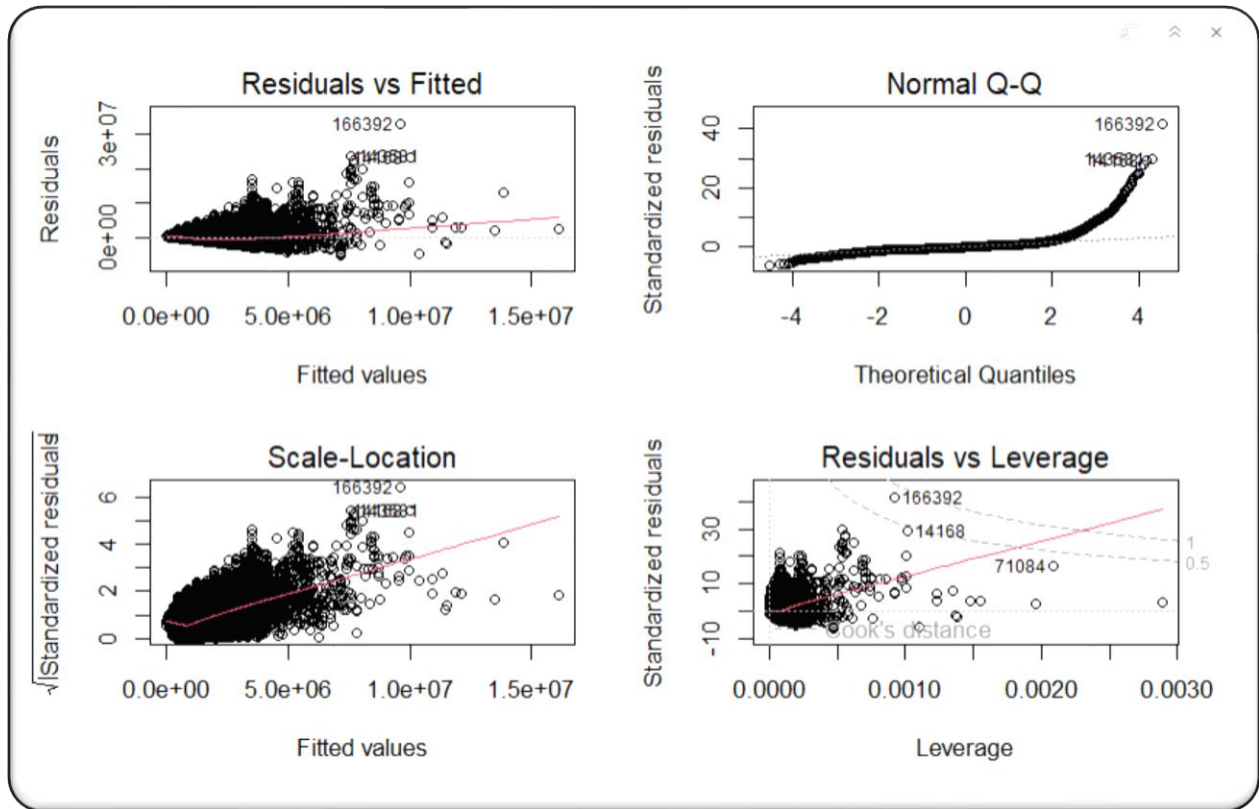 Residuals vs Fitted
Residuals
0e+00 3e+07
166392
0.0e+00 5.0e+06 1.0e+07 1.5e+07
Fitted values
Normal Q-Q
Standardized residuals
0 20 40
166392
-4 -2 0 2 4
Theoretical Quantiles
Scale-Location
√|Standardized residuals|
0 2 4 6
166392
0.0e+00 5.0e+06 1.0e+07 1.5e+07
Fitted values
Residuals vs Leverage
Standardized residuals
-10 10 30
166392
14168
71084
1
0.5
Cook's distance
0.0000 0.0010 0.0020 0.0030
Leverage